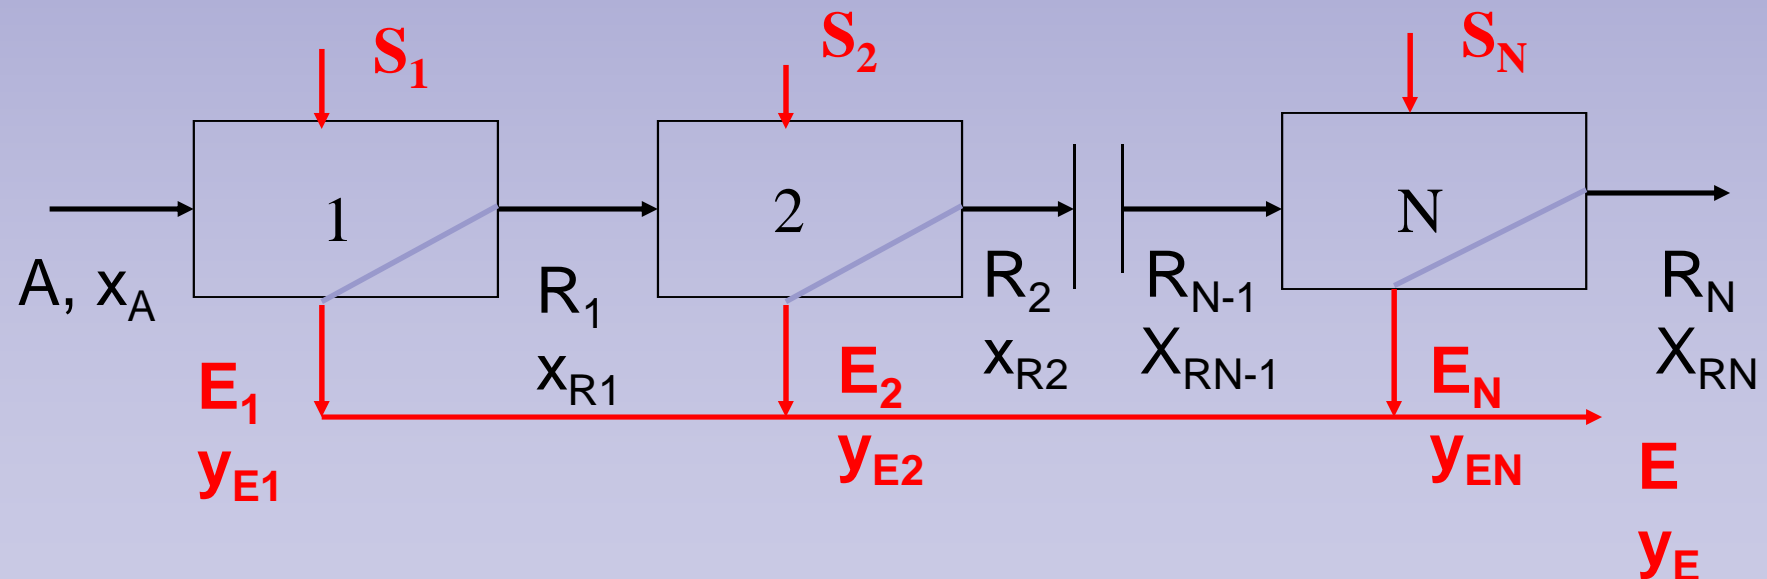 S1
S2
SN
1
2
N
A, xA
R1
xR1
R2
xR2
RN-1
XRN-1
RN
XRN
E1
yE1
E2
yE2
EN
yEN
E
yE